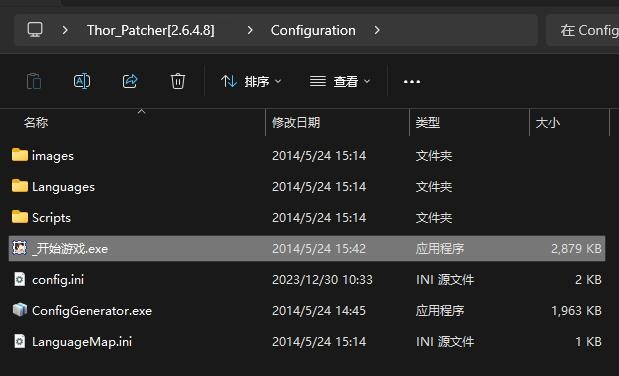 Thor_Patcher[2.6.4.8] > Configuration > 在 Config
排序 查看 ...
名称 修改日期 类型 大小
images 2014/5/24 15:14 文件夹
Languages 2014/5/24 15:14 文件夹
Scripts 2014/5/24 15:14 文件夹
_开始游戏.exe 2014/5/24 15:42 应用程序 2,879 KB
config.ini 2023/12/30 10:33 INI 源文件 2 KB
ConfigGenerator.exe 2014/5/24 14:45 应用程序 1,963 KB
LanguageMap.ini 2014/5/24 15:14 INI 源文件 1 KB